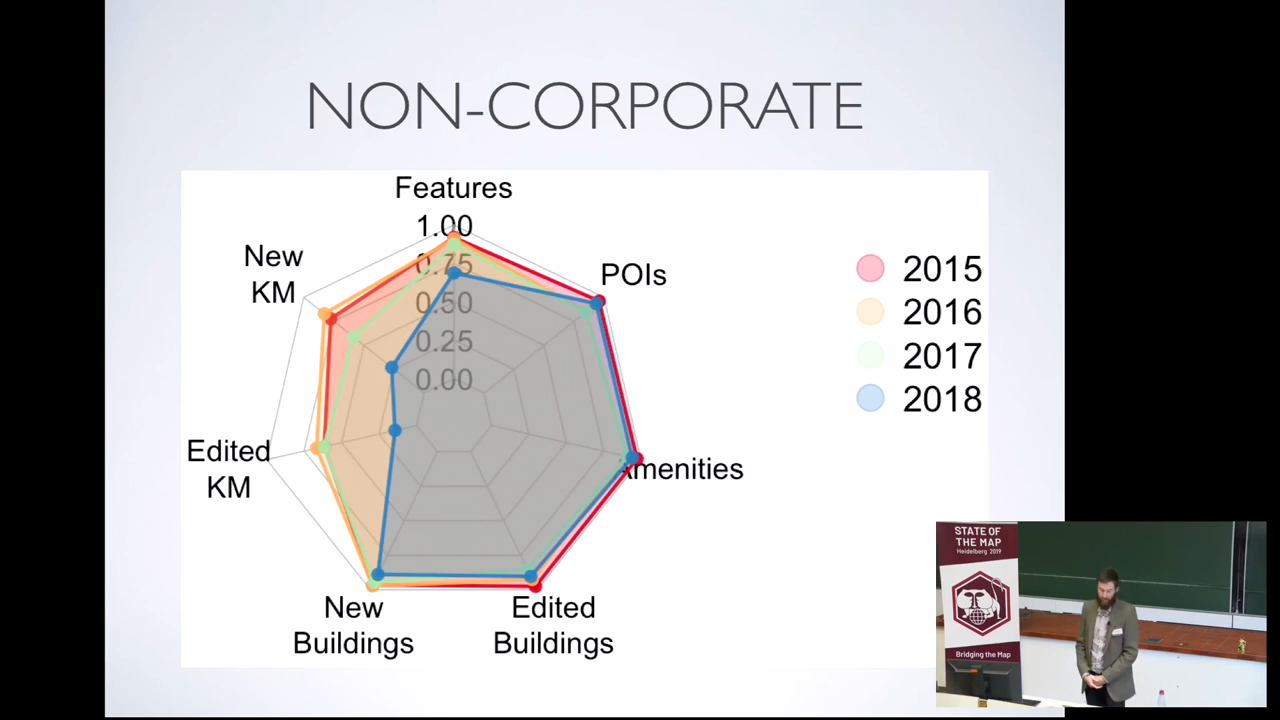 NON-CORPORATE
Features
1.00
0.75
0.50
0.25
0.00
New
KM
POIs
Edited
KM
Amenities
New
Buildings
Edited
Buildings
2015
2016
2017
2018
STATE OF
THE MAP
Heidelberg 2019
Bridging the Map